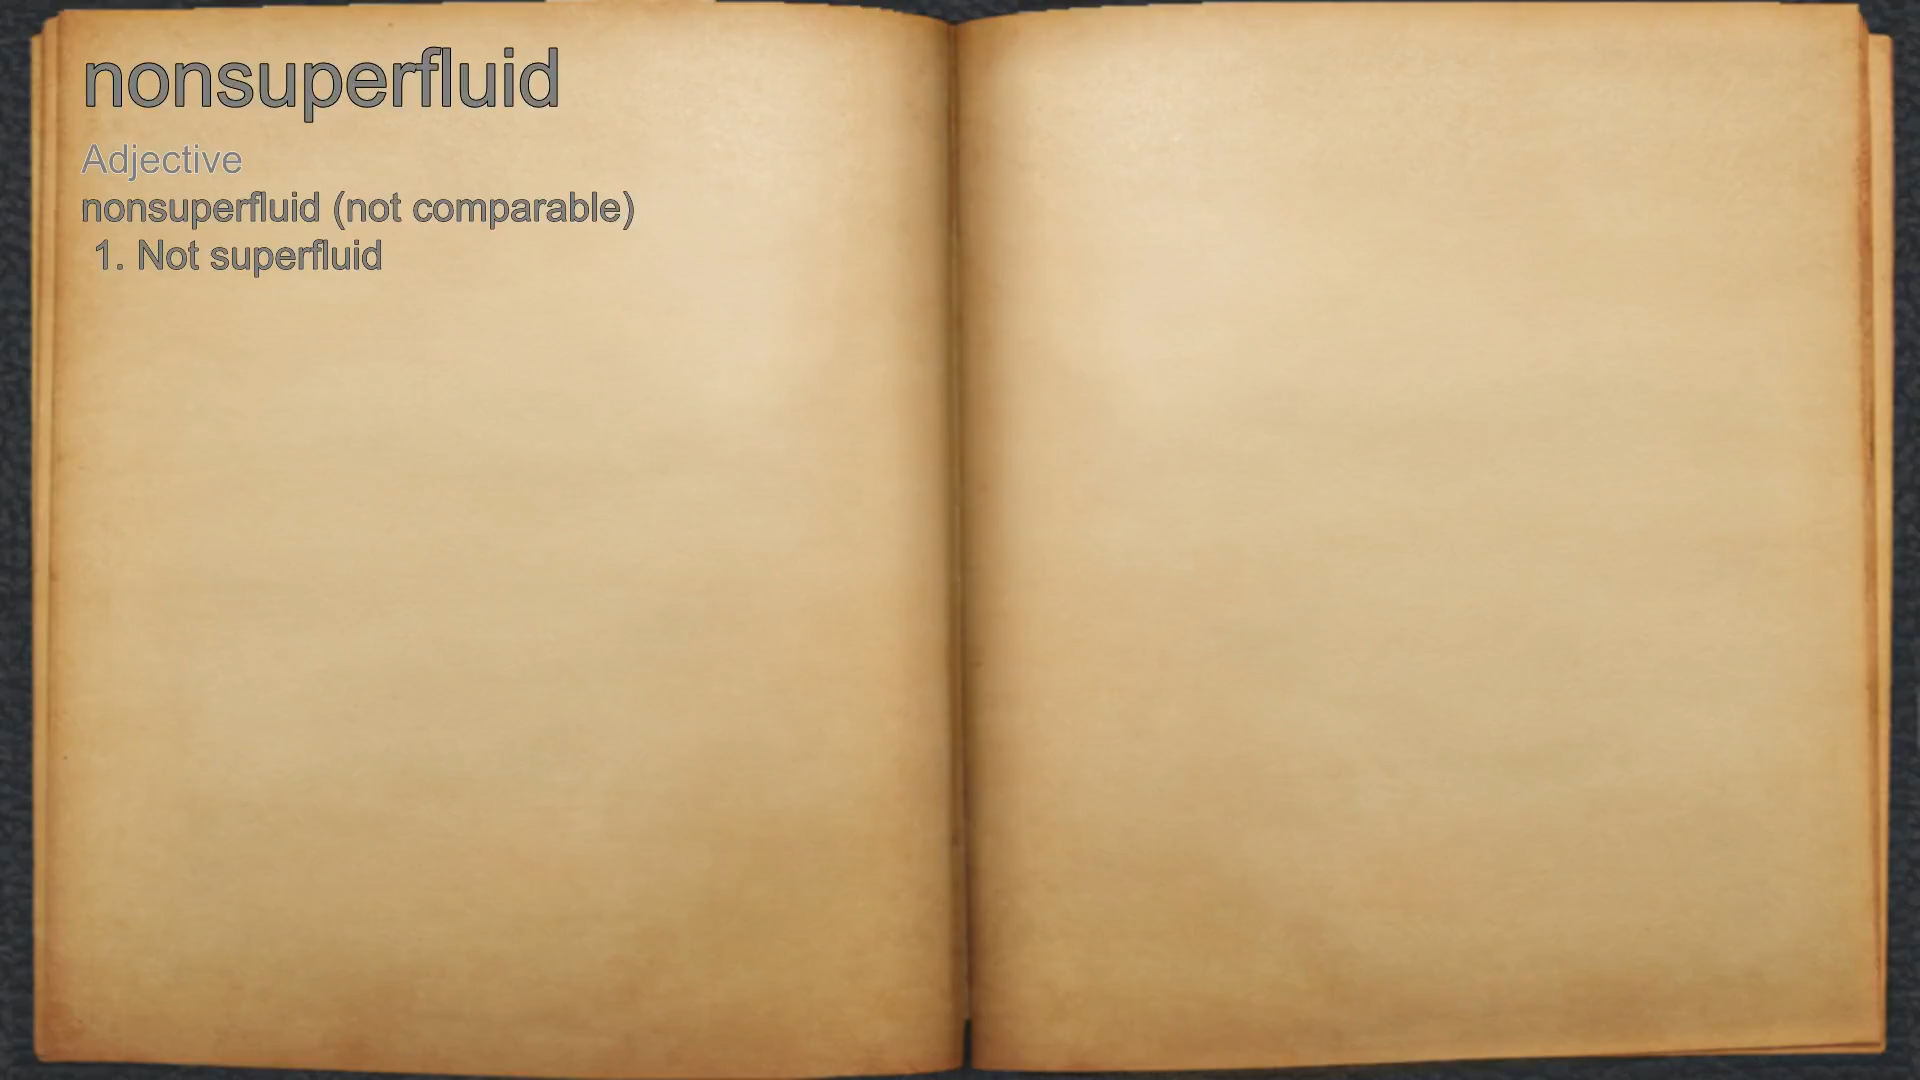 nonsuperfluid
Adjective
nonsuperfluid (not comparable)
1. Not superfluid